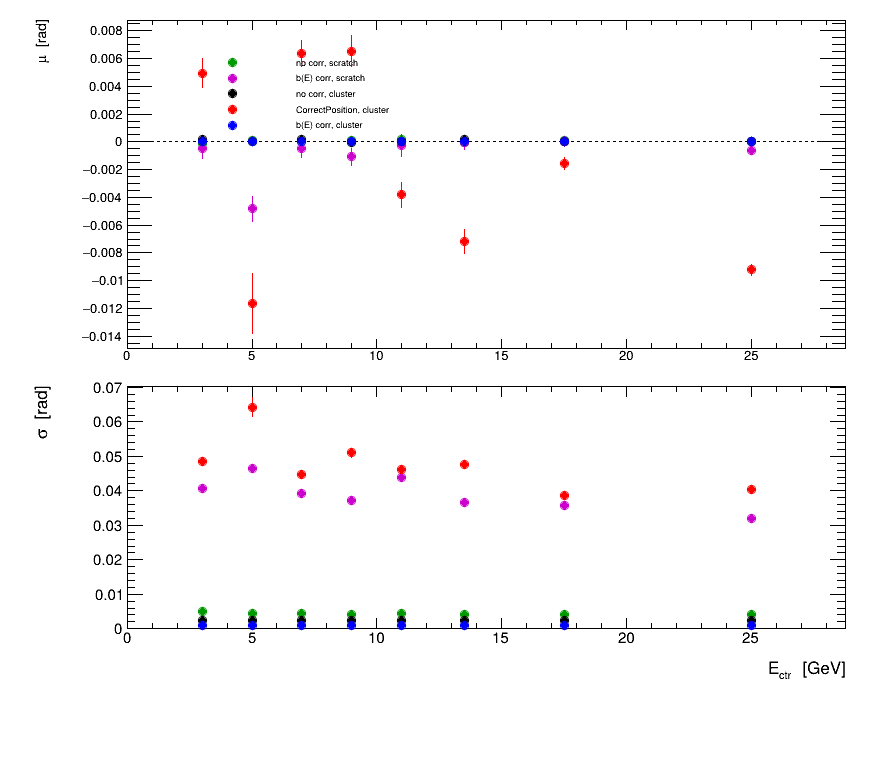 μ [rad]
0.008
0.006
0.004
0.002
0
−0.002
−0.004
−0.006
−0.008
−0.01
−0.012
−0.014
no corr, scratch
b(E) corr, scratch
no corr, cluster
CorrectPosition, cluster
b(E) corr, cluster
0 5 10 15 20 25
σ [rad]
0.07
0.06
0.05
0.04
0.03
0.02
0.01
0
0 5 10 15 20 25
E_ctr [GeV]